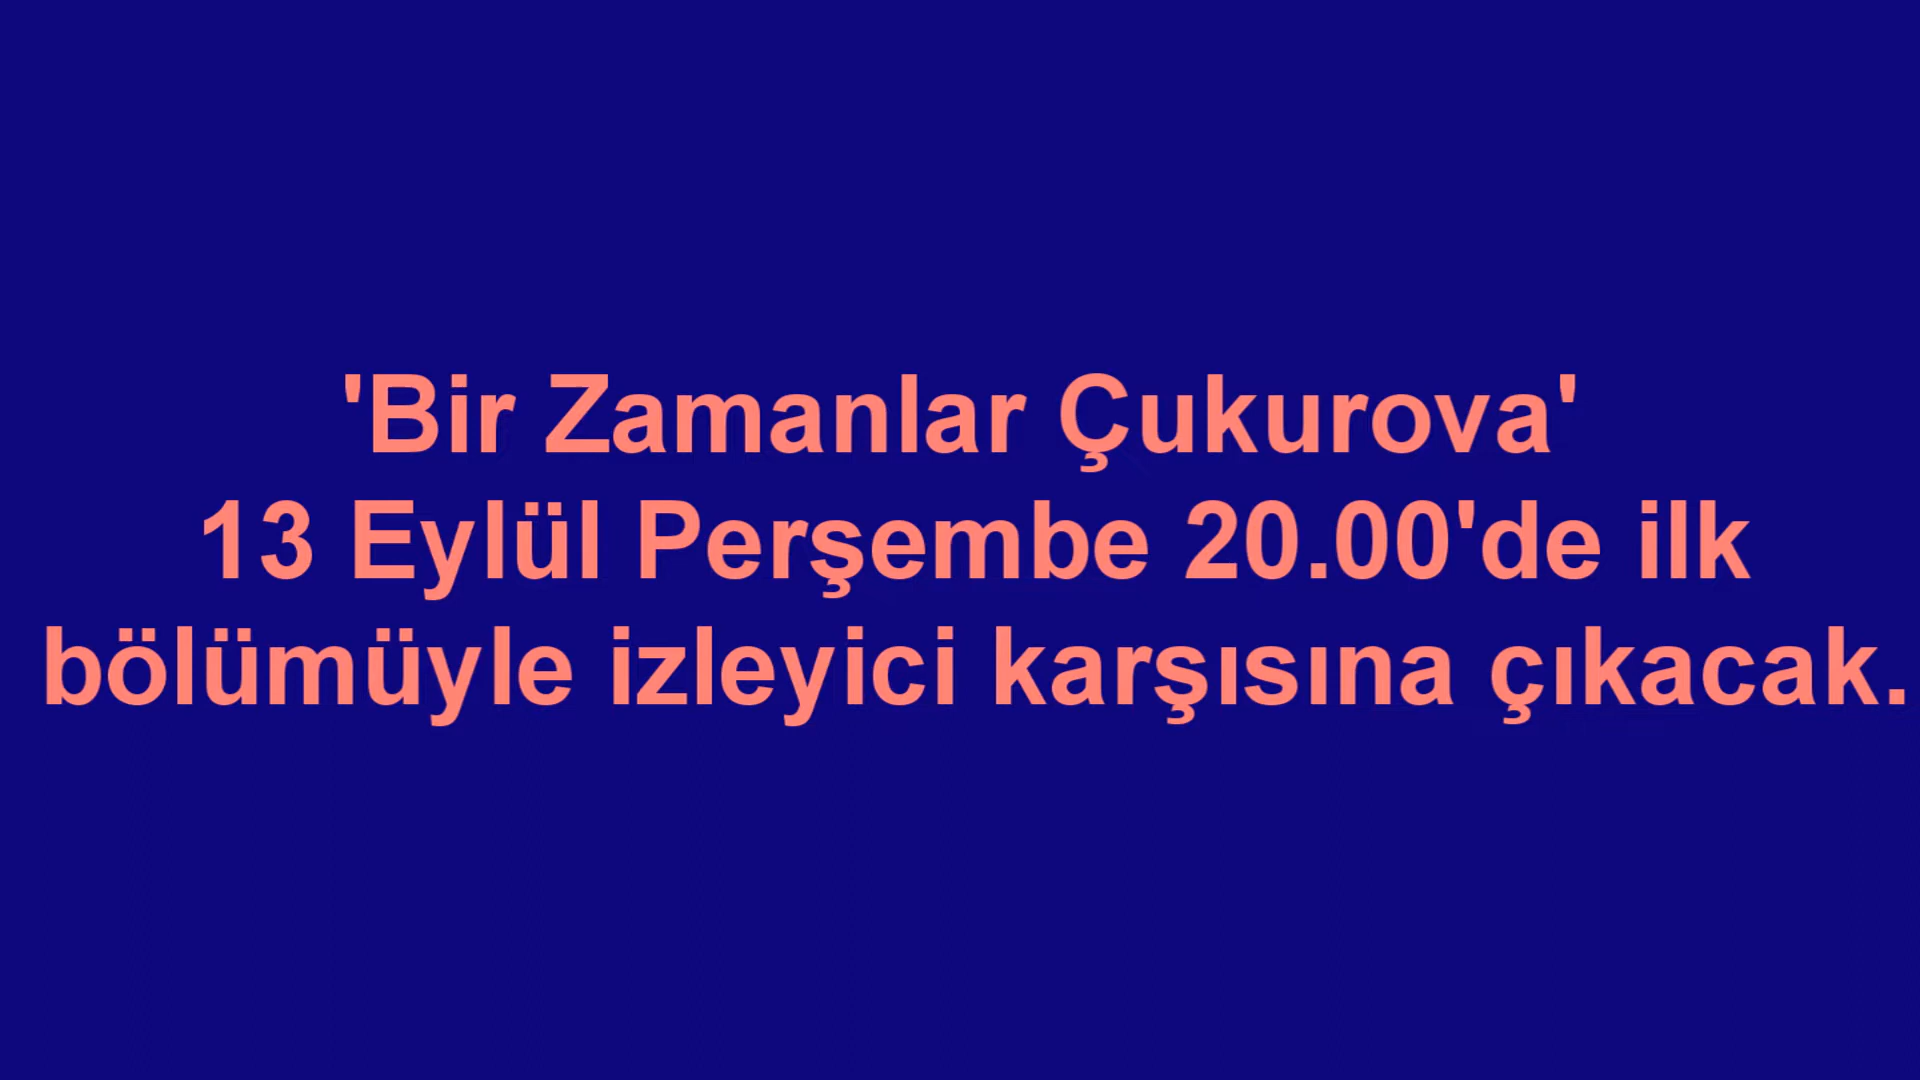 'Bir Zamanlar Çukurova'
13 Eylül Perşembe 20.00'de ilk
bölümüyle izleyici karşısına çıkacak.